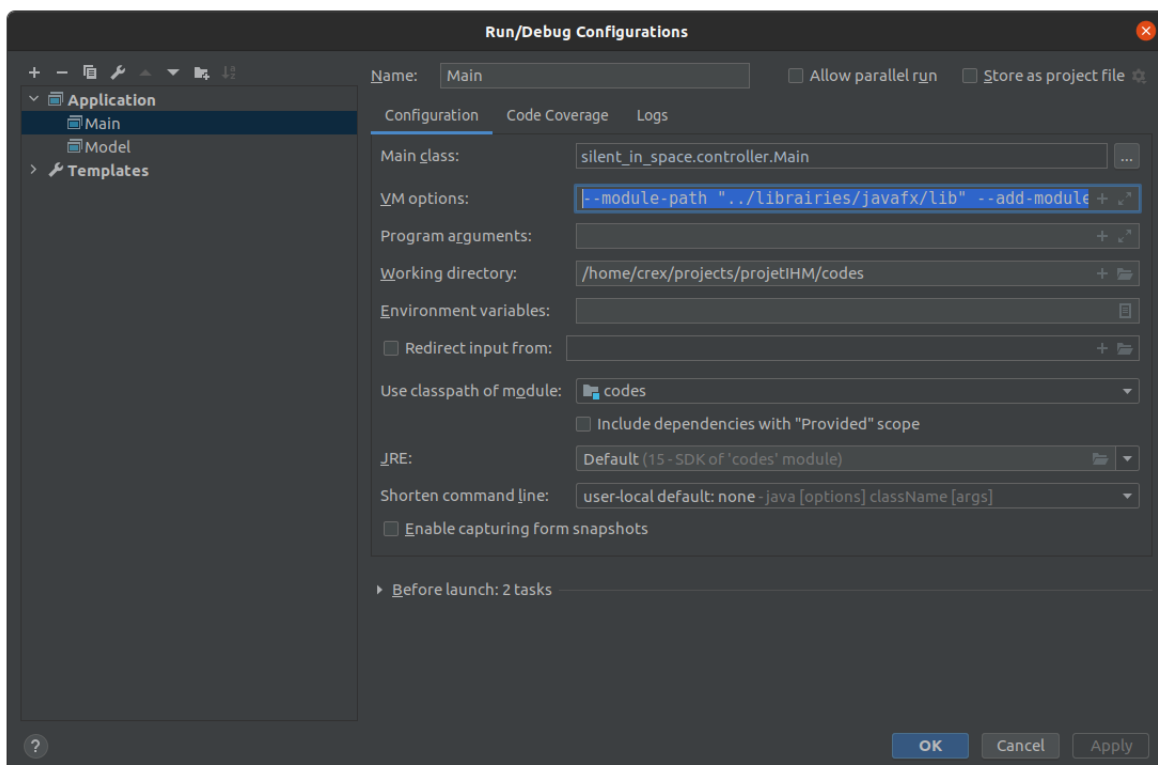 Run/Debug Configurations
Name: Main Allow parallel run Store as project file
Application
Main
Model
Templates
Configuration Code Coverage Logs
Main class: silent_in_space.controller.Main ...
VM options: --module-path "../librairies/javafx/lib" --add-module
Program arguments:
Working directory: /home/crex/projects/projetIHM/codes
Environment variables:
Redirect input from:
Use classpath of module: codes
Include dependencies with "Provided" scope
JRE: Default (15 - SDK of 'codes' module)
Shorten command line: user-local default: none - java [options] className [args]
Enable capturing form snapshots
Before launch: 2 tasks
? OK Cancel Apply